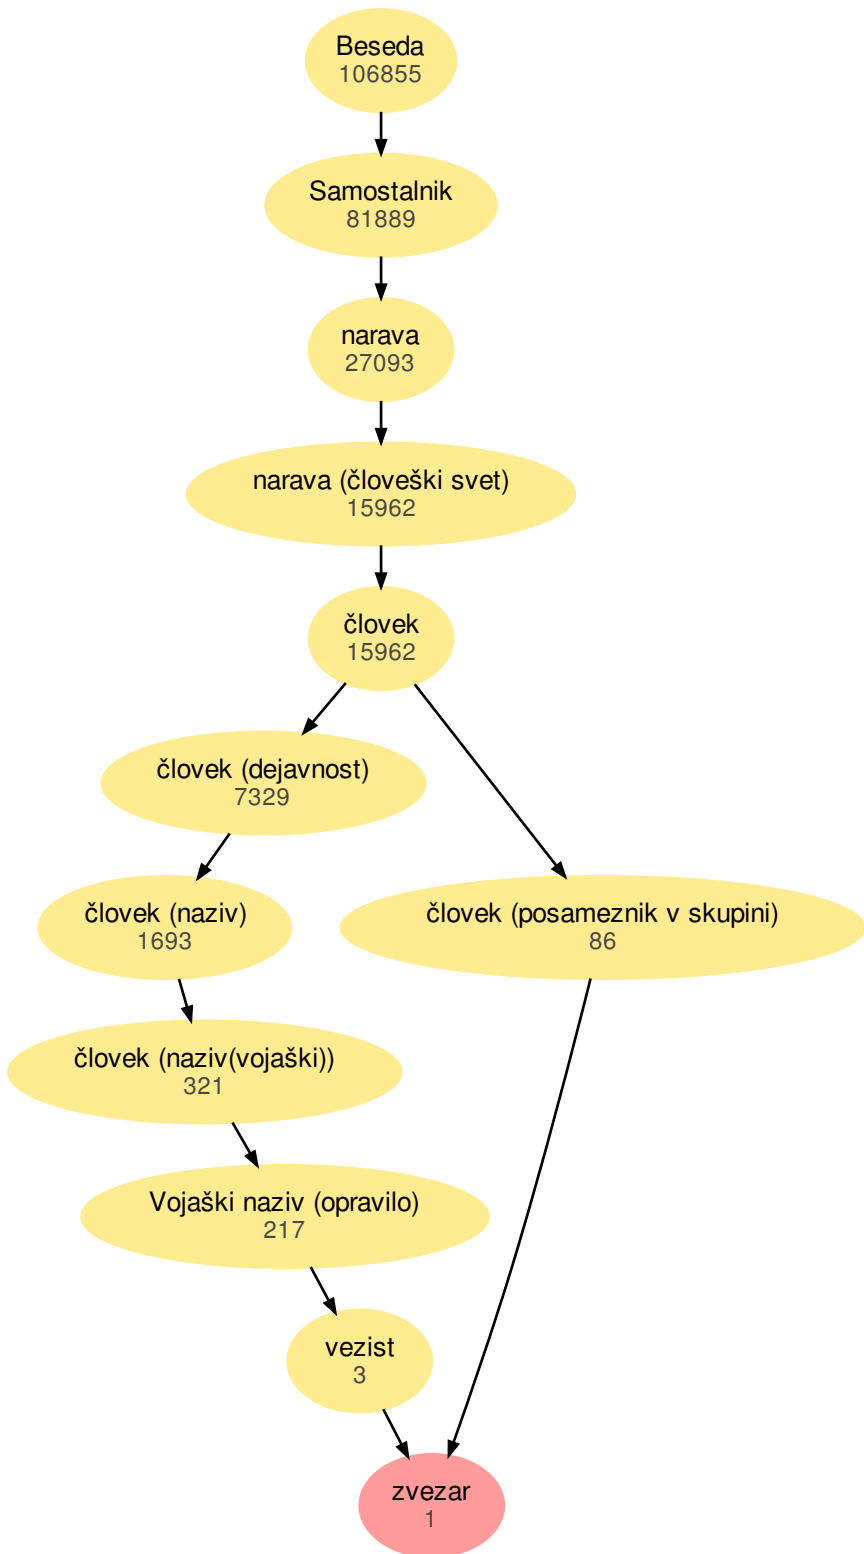 Beseda
106855
Samostalnik
81889
narava
27093
narava (človeški svet)
15962
človek
15962
človek (dejavnost)
7329
človek (naziv)
1693
človek (posameznik v skupini)
86
človek (naziv(vojaški))
321
Vojaški naziv (opravilo)
217
vezist
3
zvezar
1